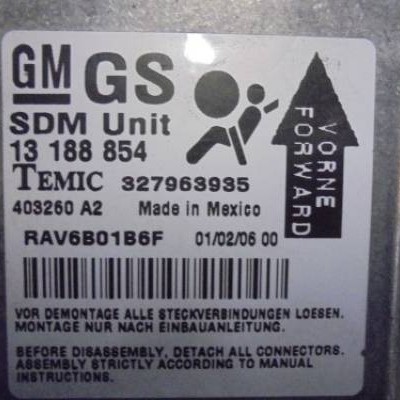 GM GS
SDM Unit
13 188 854
TEMIC 327963935
403260 A2 Made in Mexico
RAV6B01B6F 01/02/06 00
VORNE
FORWARD
VOR DEMONTAGE ALLE STECKVERBINDUNGEN LOESEN.
MONTAGE NUR NACH EINBAUANLEITUNG.
BEFORE DISASSEMBLY, DETACH ALL CONNECTORS.
ASSEMBLY STRICTLY ACCORDING TO MANUAL
INSTRUCTIONS.